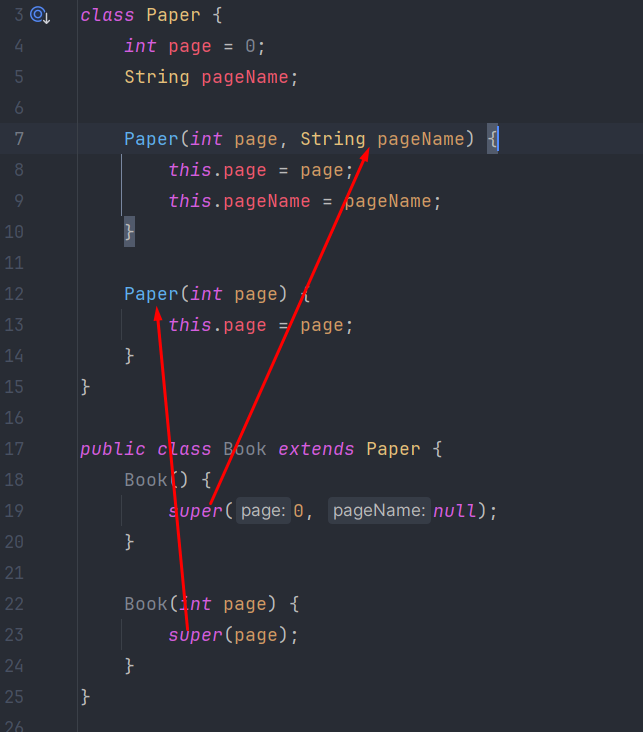 3 class Paper {
4 int page = 0;
5 String pageName;
6
7 Paper(int page, String pageName) {
8 this.page = page;
9 this.pageName = pageName;
10 }
11
12 Paper(int page) {
13 this.page = page;
14 }
15 }
16
17 public class Book extends Paper {
18 Book() {
19 super( page: 0, pageName: null);
20 }
21
22 Book(int page) {
23 super(page);
24 }
25 }
26